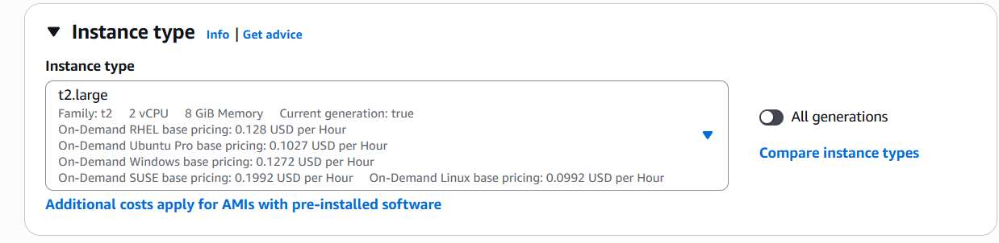 Instance type Info | Get advice
Instance type
t2.large
Family: t2 2 vCPU 8 GiB Memory Current generation: true
On-Demand RHEL base pricing: 0.128 USD per Hour
On-Demand Ubuntu Pro base pricing: 0.1027 USD per Hour
On-Demand Windows base pricing: 0.1272 USD per Hour
On-Demand SUSE base pricing: 0.1992 USD per Hour On-Demand Linux base pricing: 0.0992 USD per Hour
All generations
Compare instance types
Additional costs apply for AMIs with pre-installed software